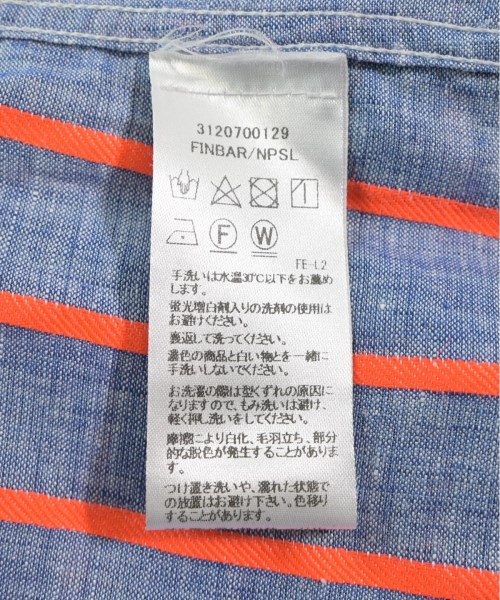 3120700129
FINBAR/NPSL
F W
FE-L2
手洗いは水温30℃以下をお薦め
します。
蛍光増白剤入りの洗剤の使用は
お避けください。
裏返して洗ってください。
濃色の商品と白い物とを一緒に
手洗いしないでください。
お洗濯の際は型くずれの原因に
なりますので、もみ洗いは避け、
軽く押し洗いをしてください。
摩擦により白化、毛羽立ち、部分
的な脱色が発生することがありま
す。
つけ置き洗いや、濡れた状態で
の放置はお避け下さい。色移り
することがあります。